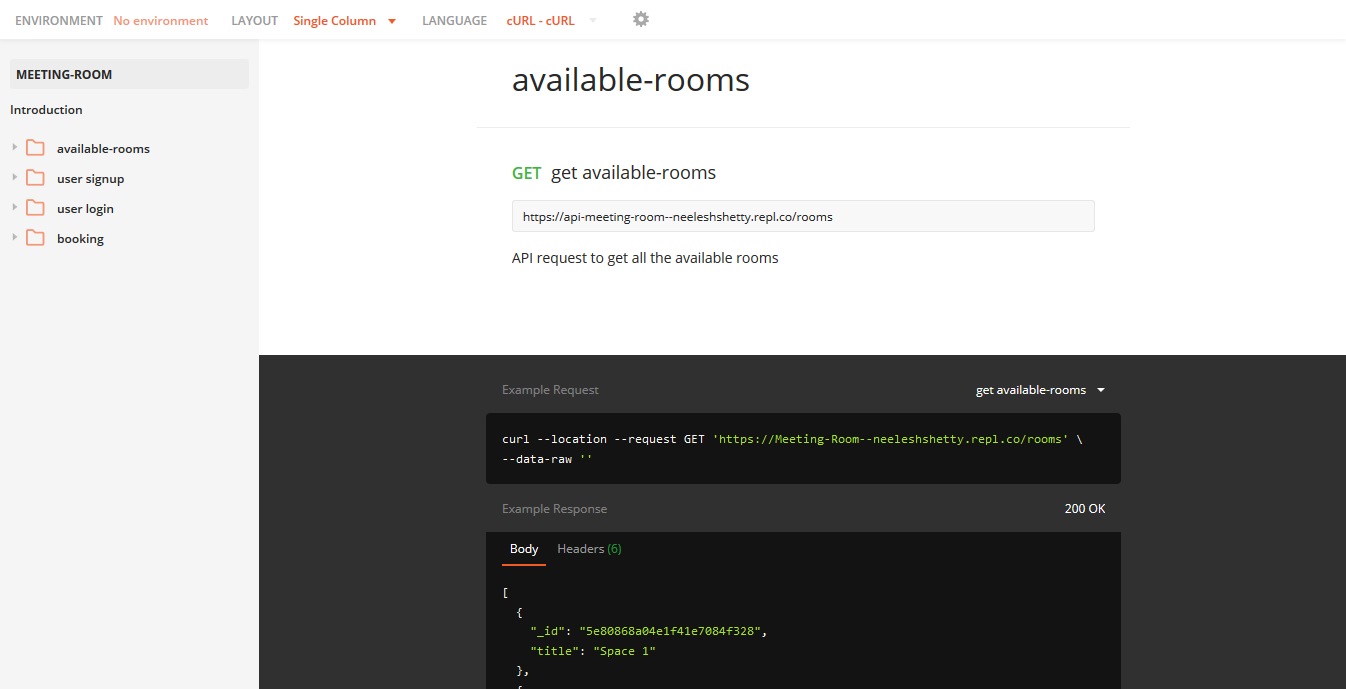 ENVIRONMENT No environment LAYOUT Single Column LANGUAGE cURL - cURL
MEETING-ROOM
Introduction
available-rooms
user signup
user login
booking
available-rooms
GET get available-rooms
https://api-meeting-room--neeleshshetty.repl.co/rooms
API request to get all the available rooms
Example Request get available-rooms
curl --location --request GET 'https://Meeting-Room--neeleshshetty.repl.co/rooms' \
--data-raw ''
Example Response 200 OK
Body Headers (6)
[
{
"_id": "5e80868a04e1f41e7084f328",
"title": "Space 1"
},
{